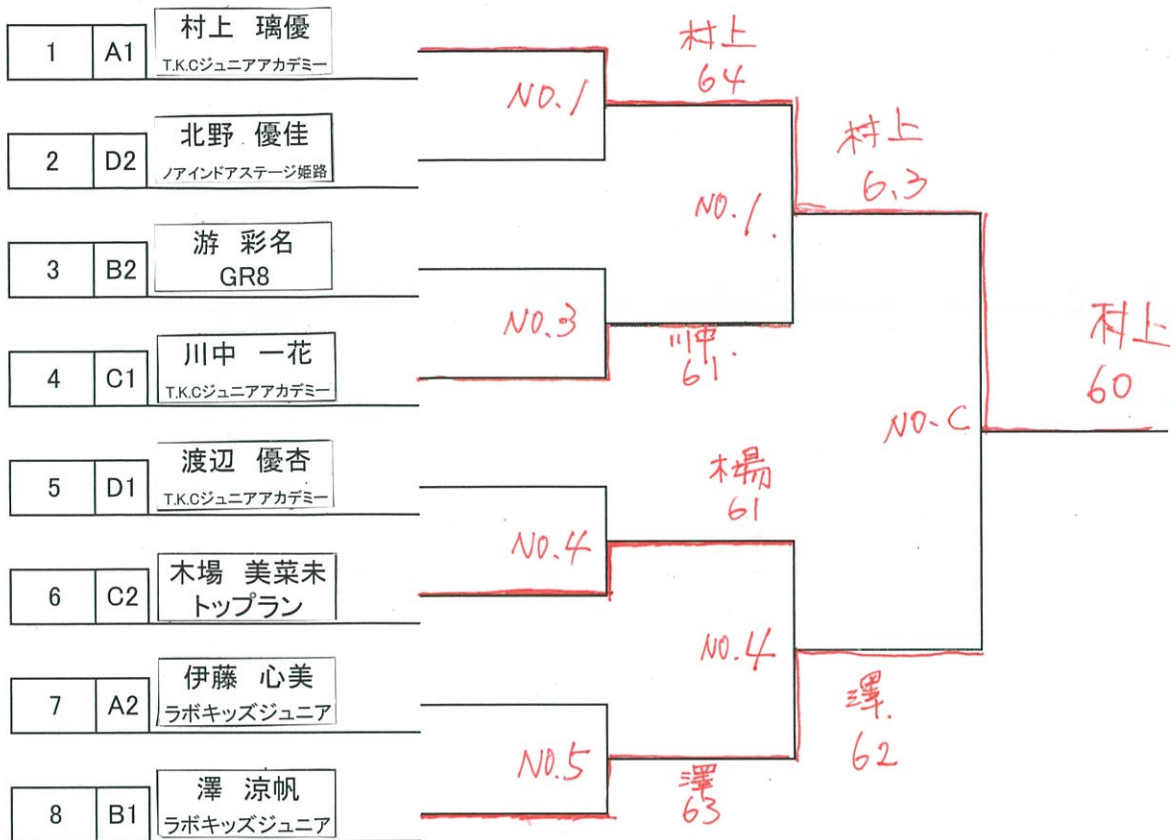 1 A1 村上 璃優
T.K.Cジュニアアカデミー
2 D2 北野 優佳
ノアインドアステージ姫路
3 B2 游 彩名
GR8
4 C1 川中 一花
T.K.Cジュニアアカデミー
5 D1 渡辺 優杏
T.K.Cジュニアアカデミー
6 C2 木場 美菜未
トップラン
7 A2 伊藤 心美
ラボキッズジュニア
8 B1 澤 涼帆
ラボキッズジュニア
NO.1
NO.3
NO.4
NO.5
村上
64
川中.
61
木場
61
澤
63
NO.1.
NO.4
村上
6.3
澤.
62
NO-C
村上
60